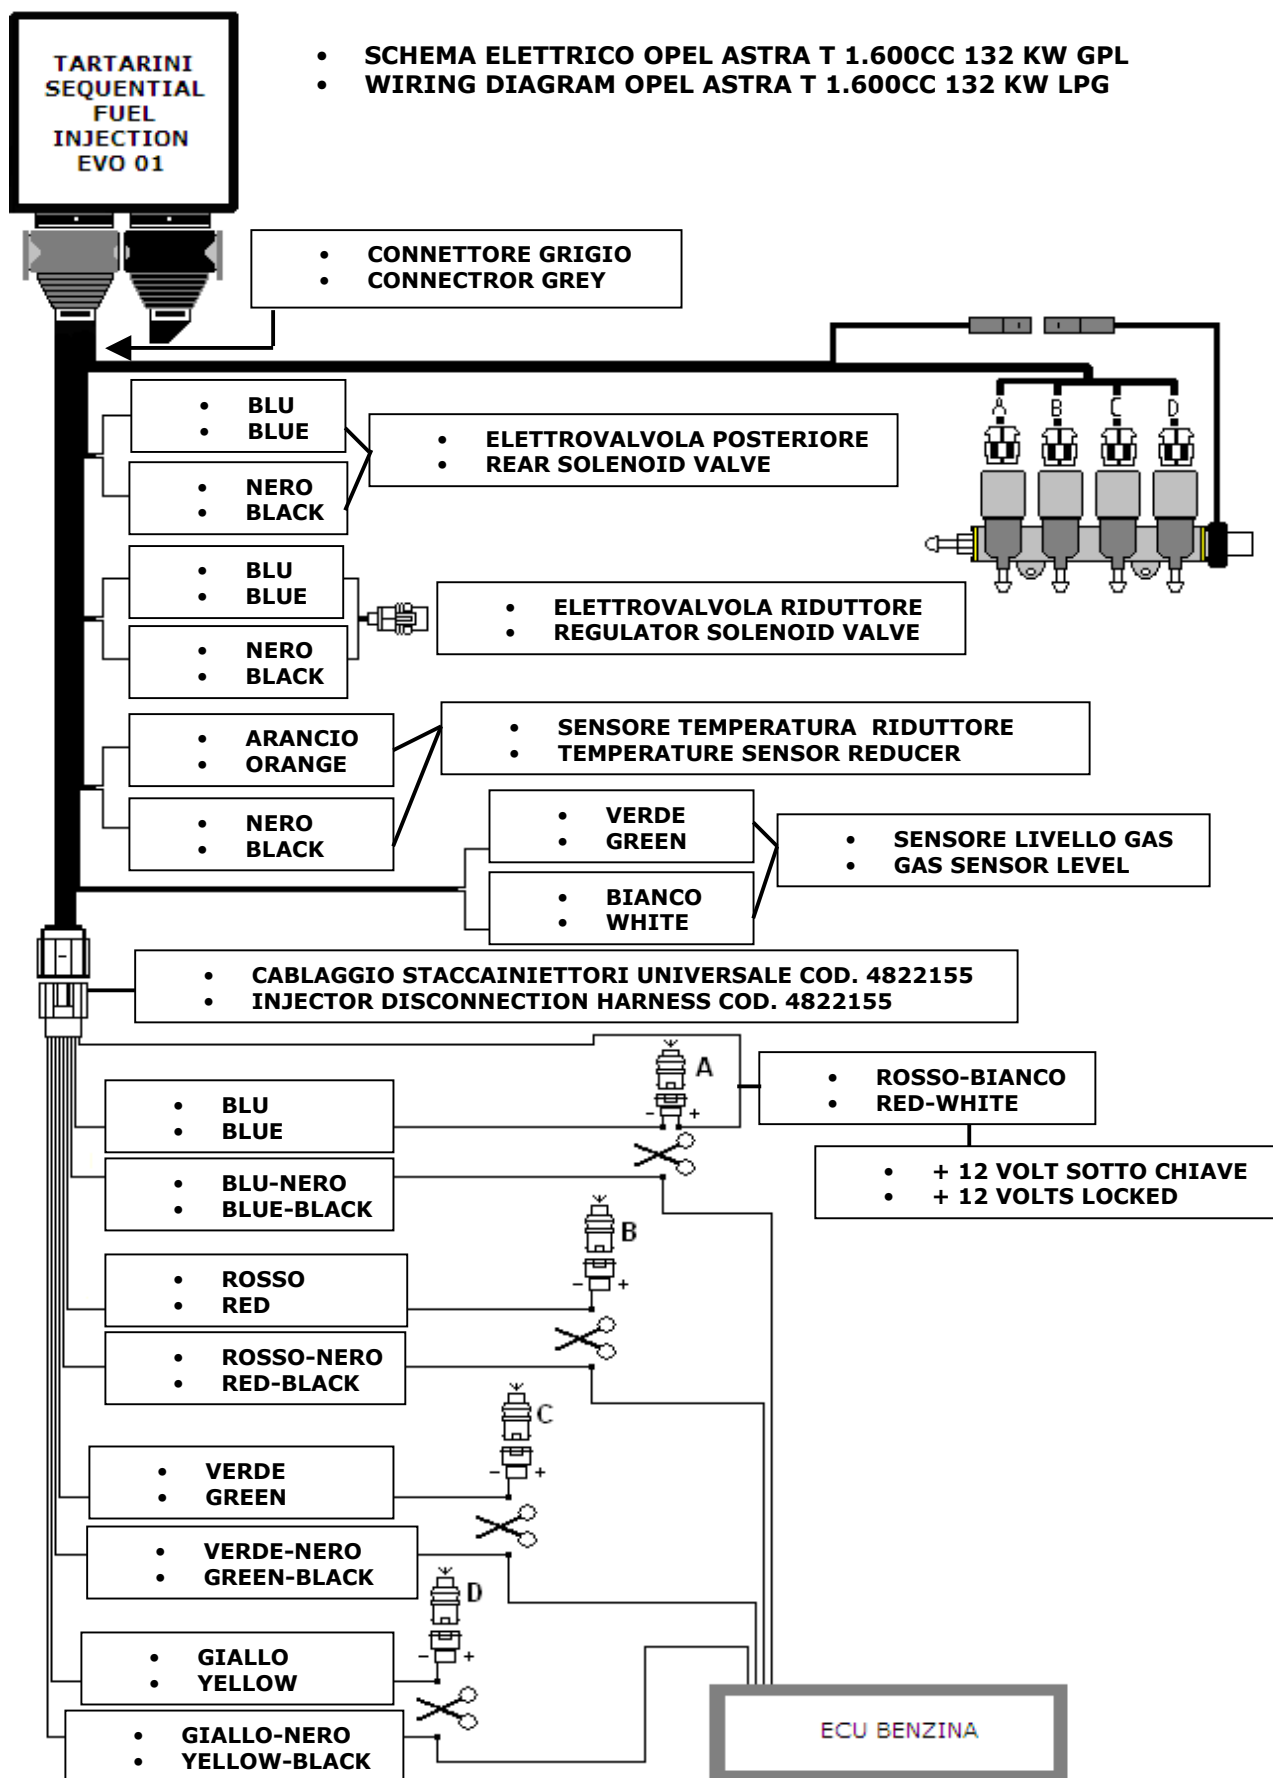 TARTARINI
SEQUENTIAL
FUEL
INJECTION
EVO 01
• SCHEMA ELETTRICO OPEL ASTRA T 1.600CC 132 KW GPL
• WIRING DIAGRAM OPEL ASTRA T 1.600CC 132 KW LPG
• CONNETTORE GRIGIO
• CONNECTROR GREY
A B C D
• BLU
• BLUE
• NERO
• BLACK
• ELETTROVALVOLA POSTERIORE
• REAR SOLENOID VALVE
• BLU
• BLUE
• NERO
• BLACK
• ELETTROVALVOLA RIDUTTORE
• REGULATOR SOLENOID VALVE
• ARANCIO
• ORANGE
• NERO
• BLACK
• SENSORE TEMPERATURA RIDUTTORE
• TEMPERATURE SENSOR REDUCER
• VERDE
• GREEN
• BIANCO
• WHITE
• SENSORE LIVELLO GAS
• GAS SENSOR LEVEL
• CABLAGGIO STACCAINIETTORI UNIVERSALE COD. 4822155
• INJECTOR DISCONNECTION HARNESS COD. 4822155
A
- +
• ROSSO-BIANCO
• RED-WHITE
• + 12 VOLT SOTTO CHIAVE
• + 12 VOLTS LOCKED
• BLU
• BLUE
• BLU-NERO
• BLUE-BLACK
B
- +
• ROSSO
• RED
• ROSSO-NERO
• RED-BLACK
C
- +
• VERDE
• GREEN
• VERDE-NERO
• GREEN-BLACK
D
- +
• GIALLO
• YELLOW
• GIALLO-NERO
• YELLOW-BLACK
ECU BENZINA